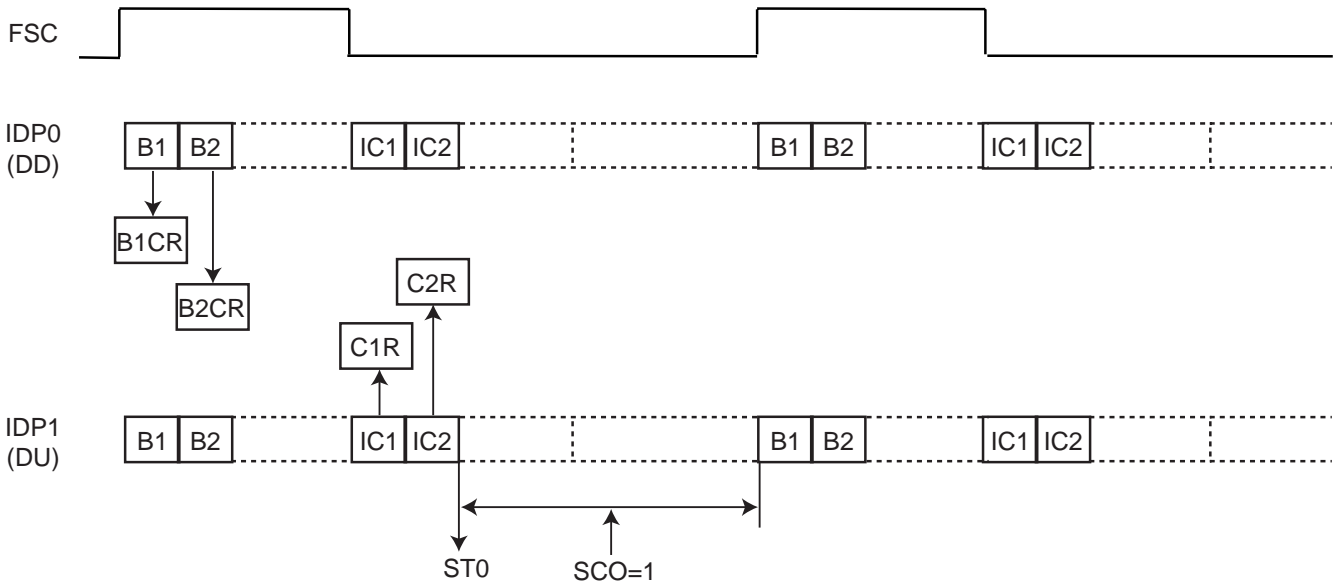 FSC
IDP0
(DD)
B1 B2 IC1 IC2 B1 B2 IC1 IC2
B1CR
B2CR
C2R
C1R
IDP1
(DU)
B1 B2 IC1 IC2 B1 B2 IC1 IC2
ST0 SCO=1